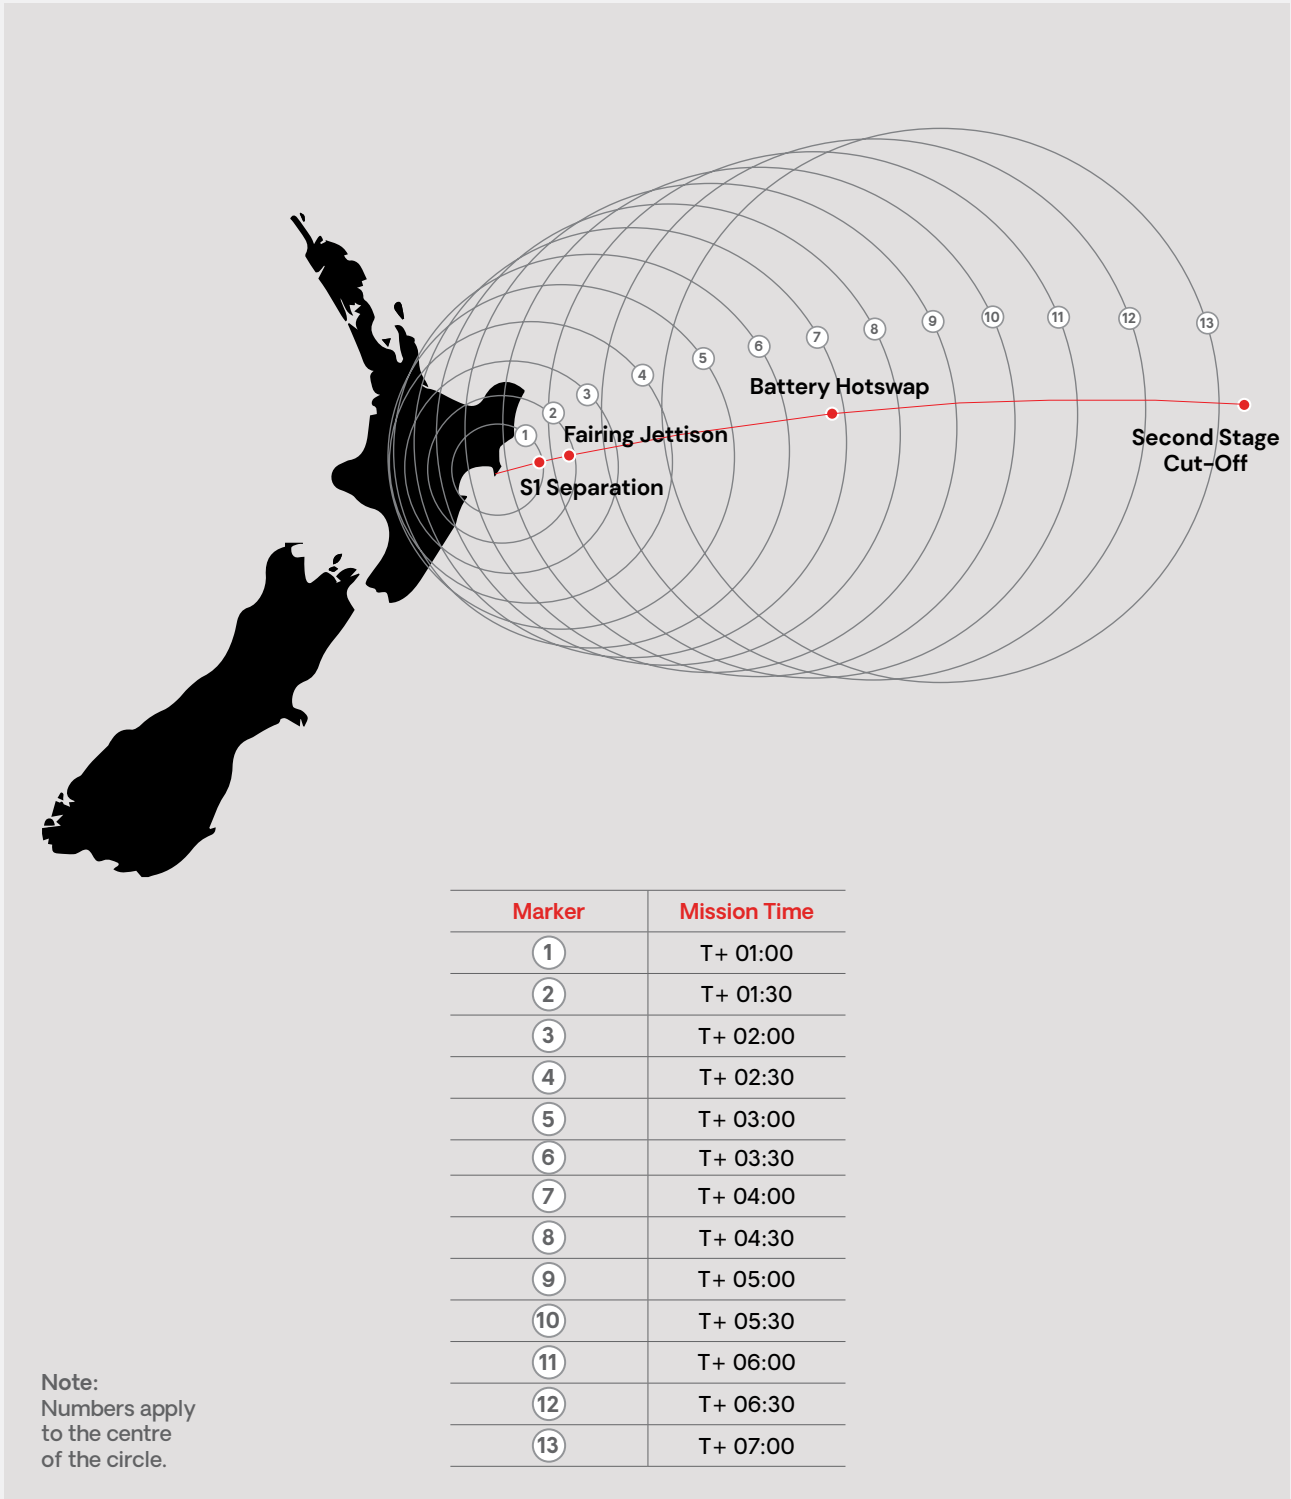 13
12
11
10
9
8
7
6
5
4
3
2
1
Battery Hotswap
Fairing Jettison
S1 Separation
Second Stage
Cut-Off
Marker Mission Time
1 T+ 01:00
2 T+ 01:30
3 T+ 02:00
4 T+ 02:30
5 T+ 03:00
6 T+ 03:30
7 T+ 04:00
8 T+ 04:30
9 T+ 05:00
10 T+ 05:30
11 T+ 06:00
12 T+ 06:30
13 T+ 07:00
Note:
Numbers apply
to the centre
of the circle.